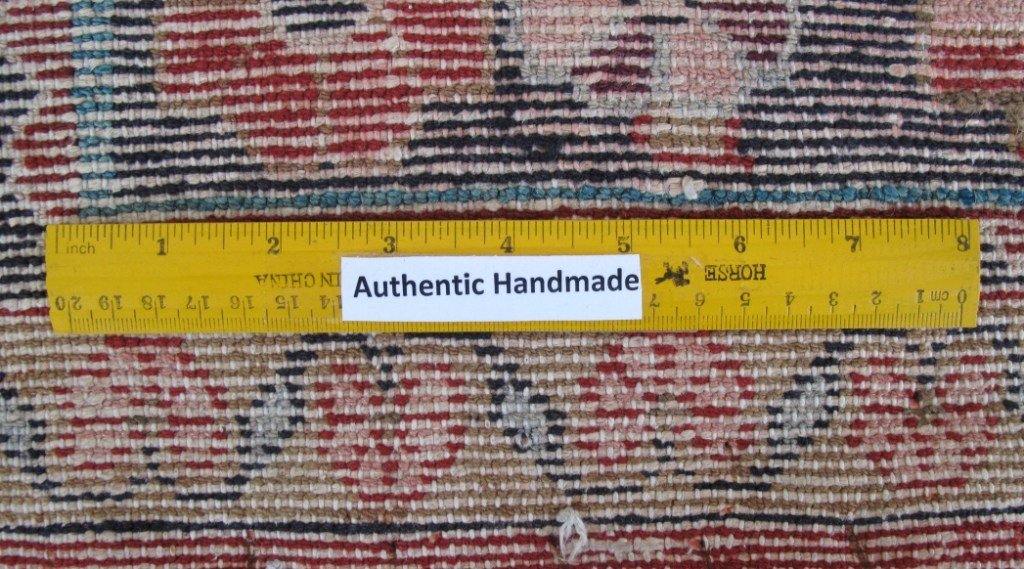 inch 1 2 3 4 5 6 7 8
IN CHINA
HORSE
Authentic Handmade
0 cm 1 2 3 4 5 6 7 14 15 16 17 18 19 20